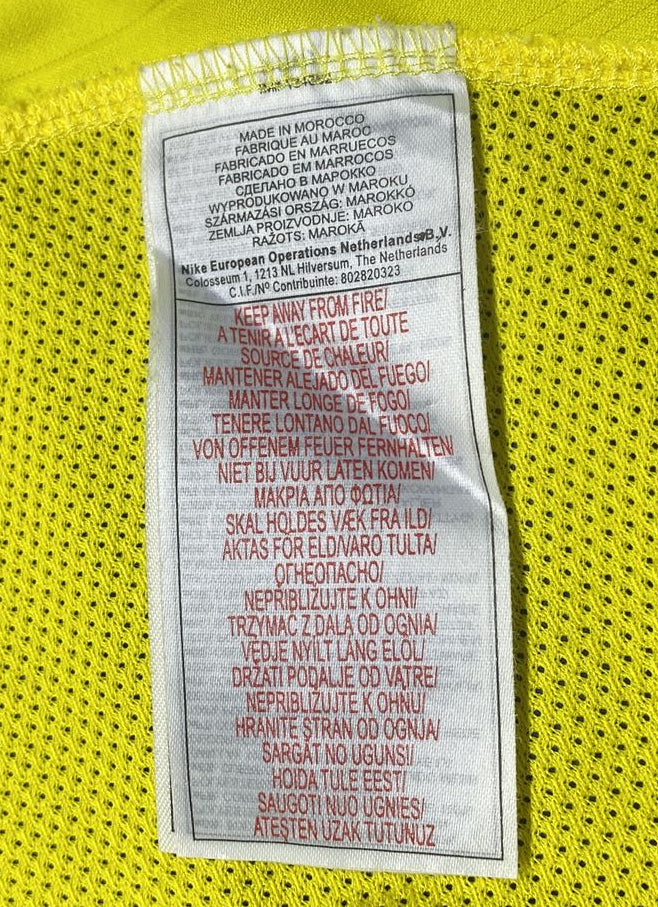 MADE IN MOROCCO
FABRIQUE AU MAROC
FABRICADO EN MARRUECOS
FABRICADO EM MARROCOS
СДЕЛАНО В МАРОККО
WYPRODUKOWANO W MAROKU
SZÁRMAZÁSI ORSZÁG: MAROKKÓ
ZEMLJA PROIZVODNJE: MAROKO
RAŽOTS: MAROKĀ
Nike European Operations Netherlands B.V.
Colosseum 1, 1213 NL Hilversum, The Netherlands
C.I.F./Nº Contribuinte: 802820323
KEEP AWAY FROM FIRE/
A TENIR A L'ECART DE TOUTE
SOURCE DE CHALEUR/
MANTENER ALEJADO DEL FUEGO/
MANTER LONGE DE FOGO/
TENERE LONTANO DAL FUOCO/
VON OFFENEM FEUER FERNHALTEN/
NIET BIJ VUUR LATEN KOMEN/
ΜΑΚΡΙΑ ΑΠΟ ΦΩΤΙΑ/
SKAL HOLDES VÆK FRA ILD/
AKTAS FÖR ELD/VARO TULTA/
ОГНЕОПАСНО/
NEPRIBLIŽUJTE K OHNI/
TRZYMAĆ Z DALA OD OGNIA/
VEDJE NYILT LÁNG ELŐL/
DRŽATI PODALJE OD VATRE/
NEPRIBLIŽUJTE K OHNU/
HRANITE STRAN OD OGNJA/
SARGĀT NO UGUNS/
HOIDA TULE EEST/
SAUGOTI NUO UGNIES/
ATEŞTEN UZAK TUTUNUZ